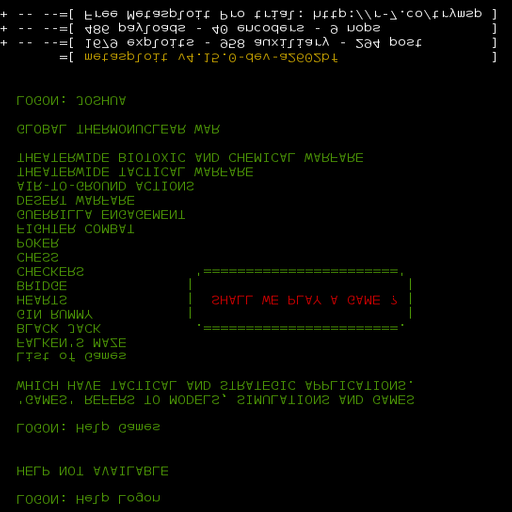 LOGON: Help Logon
HELP NOT AVAILABLE
LOGON: Help Games
'GAMES' REFERS TO MODELS, SIMULATIONS AND GAMES
WHICH HAVE TACTICAL AND STRATEGIC APPLICATIONS.
List of Games
FALKEN'S MAZE
BLACK JACK
GIN RUMMY
HEARTS | SHALL WE PLAY A GAME ? |
BRIDGE
CHECKERS
CHESS
POKER
FIGHTER COMBAT
GUERRILLA ENGAGEMENT
DESERT WARFARE
AIR-TO-GROUND ACTIONS
THEATERWIDE TACTICAL WARFARE
THEATERWIDE BIOTOXIC AND CHEMICAL WARFARE
GLOBAL THERMONUCLEAR WAR
LOGON: JOSHUA
=[ metasploit v4.15.0-dev-a2602bf ]
+ -- --=[ 1679 exploits - 958 auxiliary - 294 post ]
+ -- --=[ 486 payloads - 40 encoders - 9 nops ]
+ -- --=[ Free Metasploit Pro trial: http://r-7.co/trymsp ]